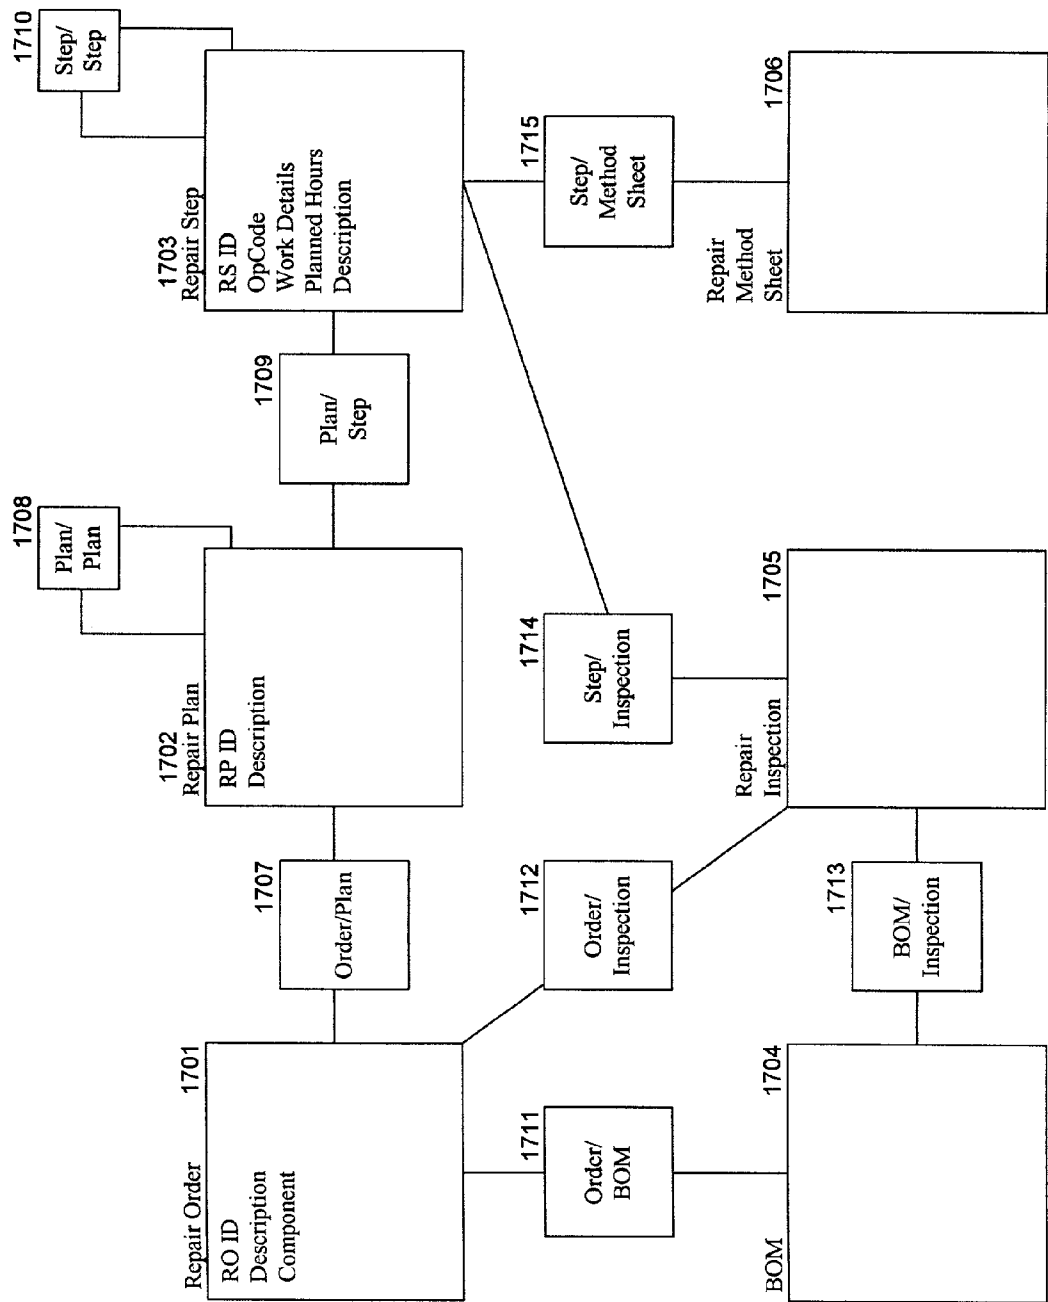 Repair Order
1701
RO ID
Description
Component
1707
Order/Plan
1702
Repair Plan
RP ID
Description
1708
Plan/
Plan
1709
Plan/
Step
1703
Repair Step
RS ID
OpCode
Work Details
Planned Hours
Description
1710
Step/
Step
1711
Order/
BOM
1712
Order/
Inspection
1714
Step/
Inspection
1715
Step/
Method
Sheet
BOM
1704
1713
BOM/
Inspection
Repair
Inspection
1705
Repair
Method
Sheet
1706